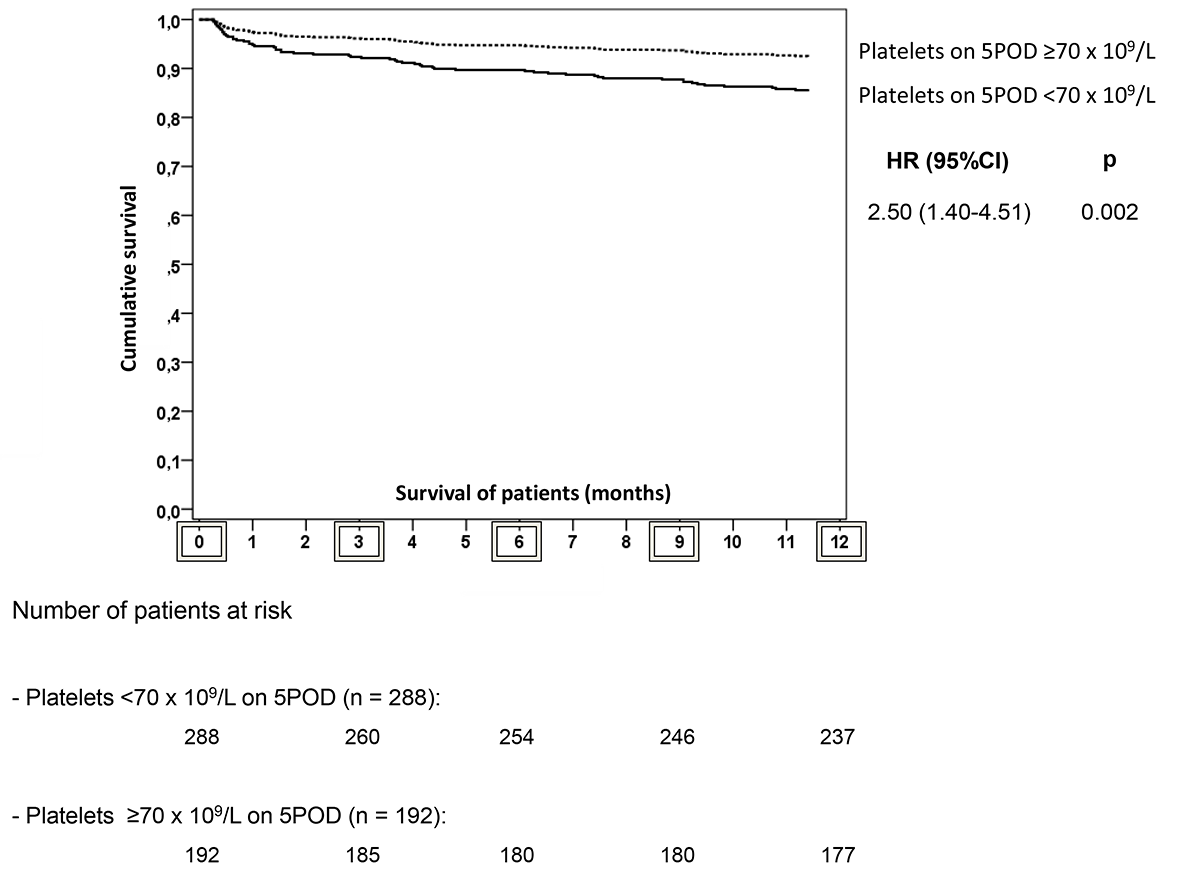 1,0
0,9
0,8
0,7
,6
,5
,4
0,3
0,2
0,1
0,0
Cumulative survival
Survival of patients (months)
0 1 2 3 4 5 6 7 8 9 10 11 12
Platelets on 5POD ≥70 x 10⁹/L
Platelets on 5POD <70 x 10⁹/L
HR (95%CI) p
2.50 (1.40-4.51) 0.002
Number of patients at risk
- Platelets <70 x 10⁹/L on 5POD (n = 288):
288 260 254 246 237
- Platelets ≥70 x 10⁹/L on 5POD (n = 192):
192 185 180 180 177